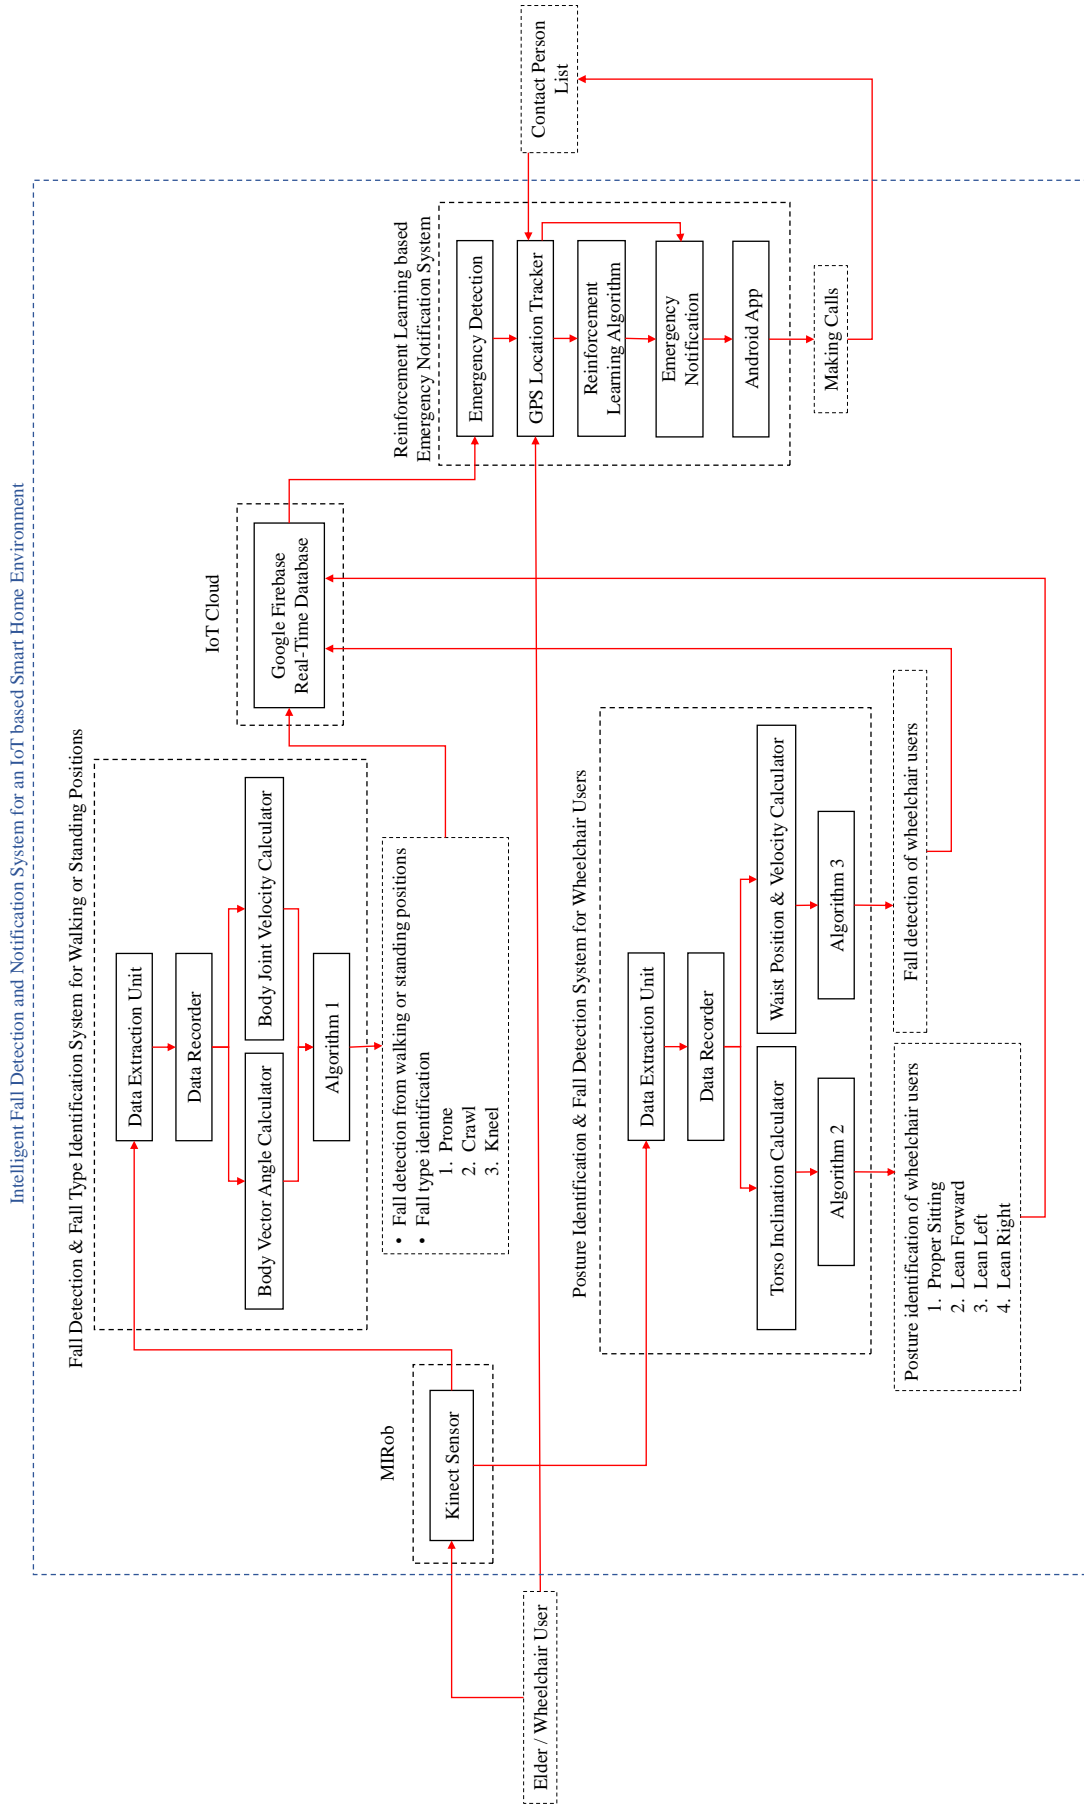 Intelligent Fall Detection and Notification System for an IoT based Smart Home Environment
Elder / Wheelchair User
MIRob
Kinect Sensor
Fall Detection & Fall Type Identification System for Walking or Standing Positions
Data Extraction Unit
Data Recorder
Body Vector Angle Calculator
Body Joint Velocity Calculator
Algorithm 1
• Fall detection from walking or standing positions
• Fall type identification
1. Prone
2. Crawl
3. Kneel
Posture Identification & Fall Detection System for Wheelchair Users
Data Extraction Unit
Data Recorder
Torso Inclination Calculator
Waist Position & Velocity Calculator
Algorithm 2
Algorithm 3
Posture identification of wheelchair users
1. Proper Sitting
2. Lean Forward
3. Lean Left
4. Lean Right
Fall detection of wheelchair users
IoT Cloud
Google Firebase
Real-Time Database
Reinforcement Learning based
Emergency Notification System
Emergency Detection
GPS Location Tracker
Reinforcement
Learning Algorithm
Emergency
Notification
Android App
Making Calls
Contact Person
List